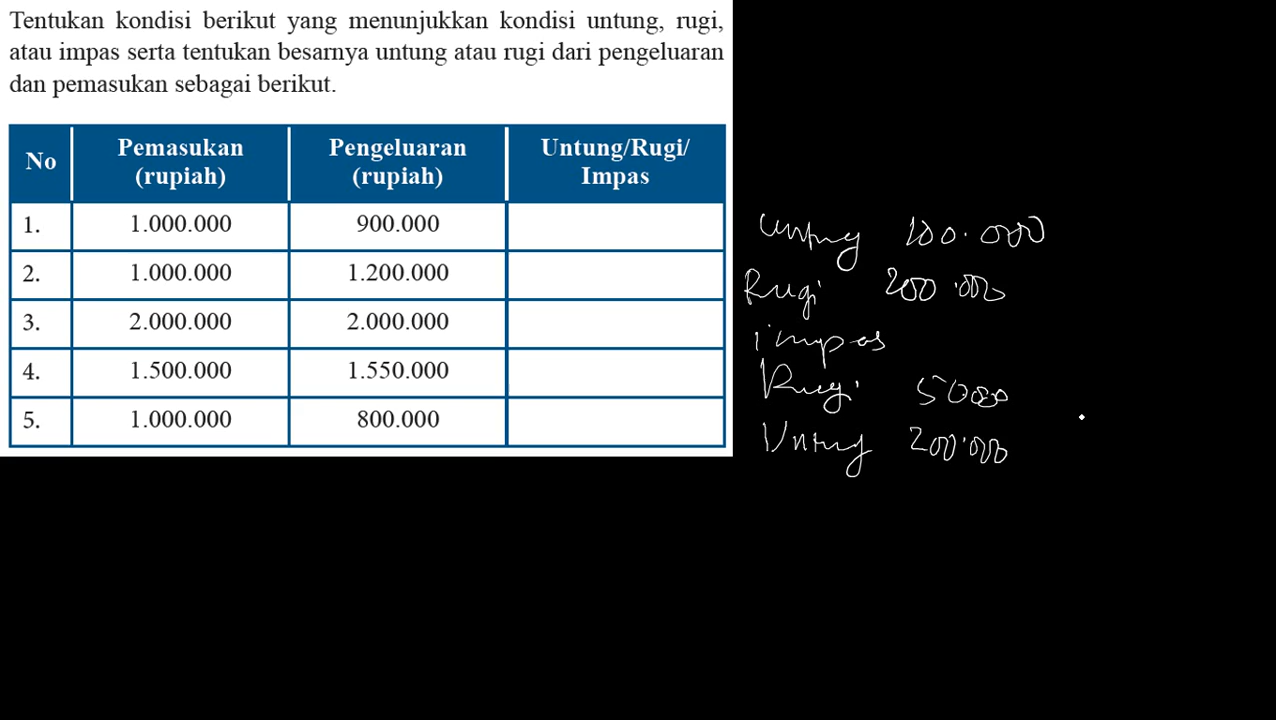 Tentukan kondisi berikut yang menunjukkan kondisi untung, rugi,
atau impas serta tentukan besarnya untung atau rugi dari pengeluaran
dan pemasukan sebagai berikut.
No Pemasukan (rupiah) Pengeluaran (rupiah) Untung/Rugi/ Impas
1. 1.000.000 900.000
2. 1.000.000 1.200.000
3. 2.000.000 2.000.000
4. 1.500.000 1.550.000
5. 1.000.000 800.000
Untung 100.000
Rugi 200.000
impas
Rugi 50000
Untung 200.000